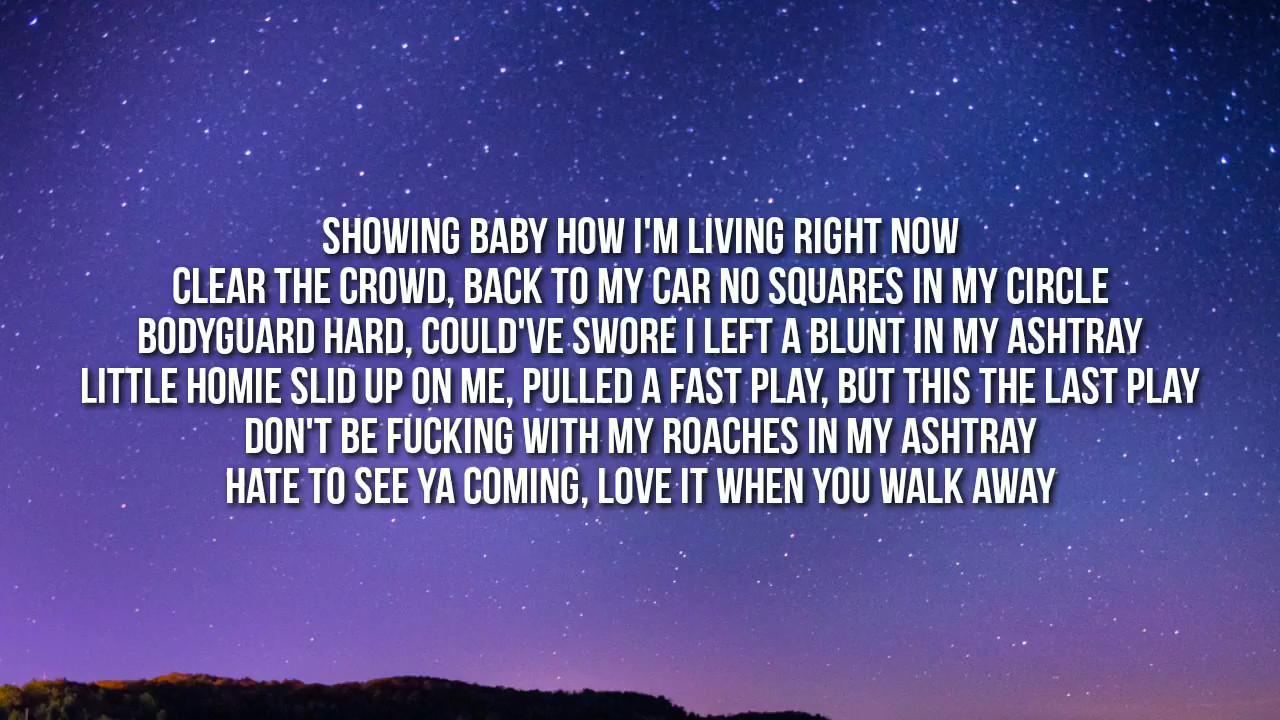 SHOWING BABY HOW I'M LIVING RIGHT NOW
CLEAR THE CROWD, BACK TO MY CAR NO SQUARES IN MY CIRCLE
BODYGUARD HARD, COULD'VE SWORE I LEFT A BLUNT IN MY ASHTRAY
LITTLE HOMIE SLID UP ON ME, PULLED A FAST PLAY, BUT THIS THE LAST PLAY
DON'T BE FUCKING WITH MY ROACHES IN MY ASHTRAY
HATE TO SEE YA COMING, LOVE IT WHEN YOU WALK AWAY